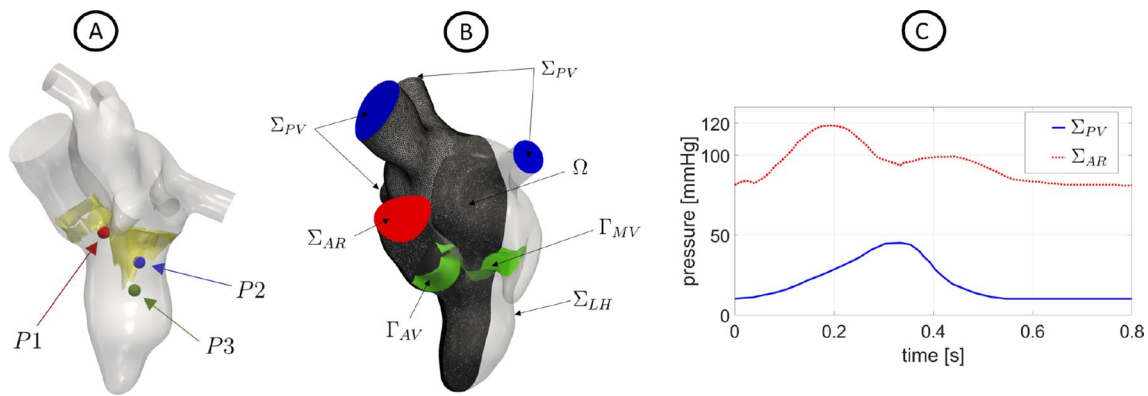 A
B
C
P1
P2
P3
Σ_PV
Σ_PV
Ω
Σ_AR
Γ_MV
Γ_AV
Σ_LH
120
100
50
0
pressure [mmHg]
Σ_PV
Σ_AR
0 0.2 0.4 0.6 0.8
time [s]